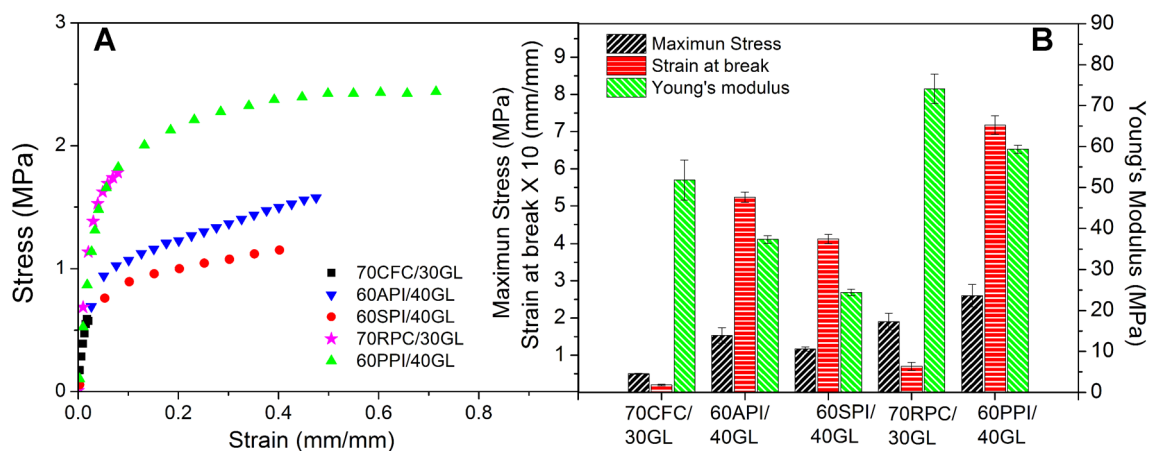 A
Stress (MPa)
3
2
1
0
0.0
0.2
0.4
0.6
0.8
Strain (mm/mm)
70CFC/30GL
60API/40GL
60SPI/40GL
70RPC/30GL
60PPI/40GL
B
Maximun Stress (MPa)
Strain at break X 10 (mm/mm)
9
8
7
6
5
4
3
2
1
Maximun Stress
Strain at break
Young's modulus
90
80
70
60
50
40
30
20
10
0
Young's Modulus (MPa)
70CFC/
30GL
60API/
40GL
60SPI/
40GL
70RPC/
30GL
60PPI/
40GL